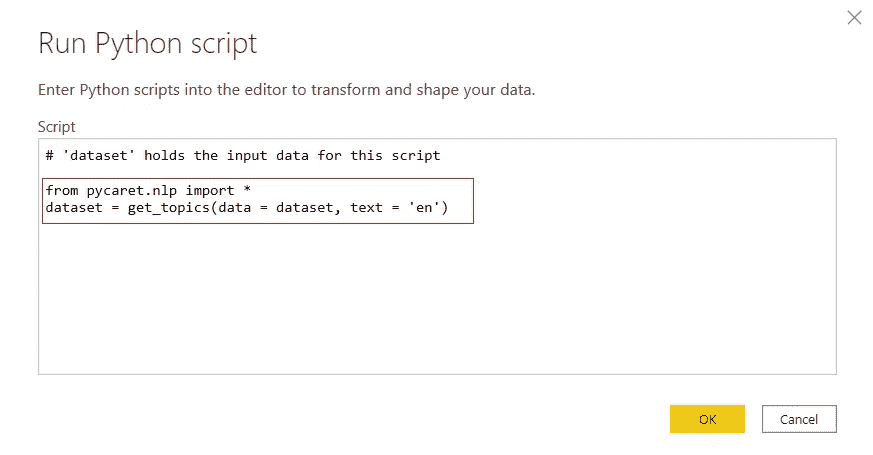 Run Python script
Enter Python scripts into the editor to transform and shape your data.
Script
# 'dataset' holds the input data for this script
from pycaret.nlp import *
dataset = get_topics(data = dataset, text = 'en')
OK
Cancel